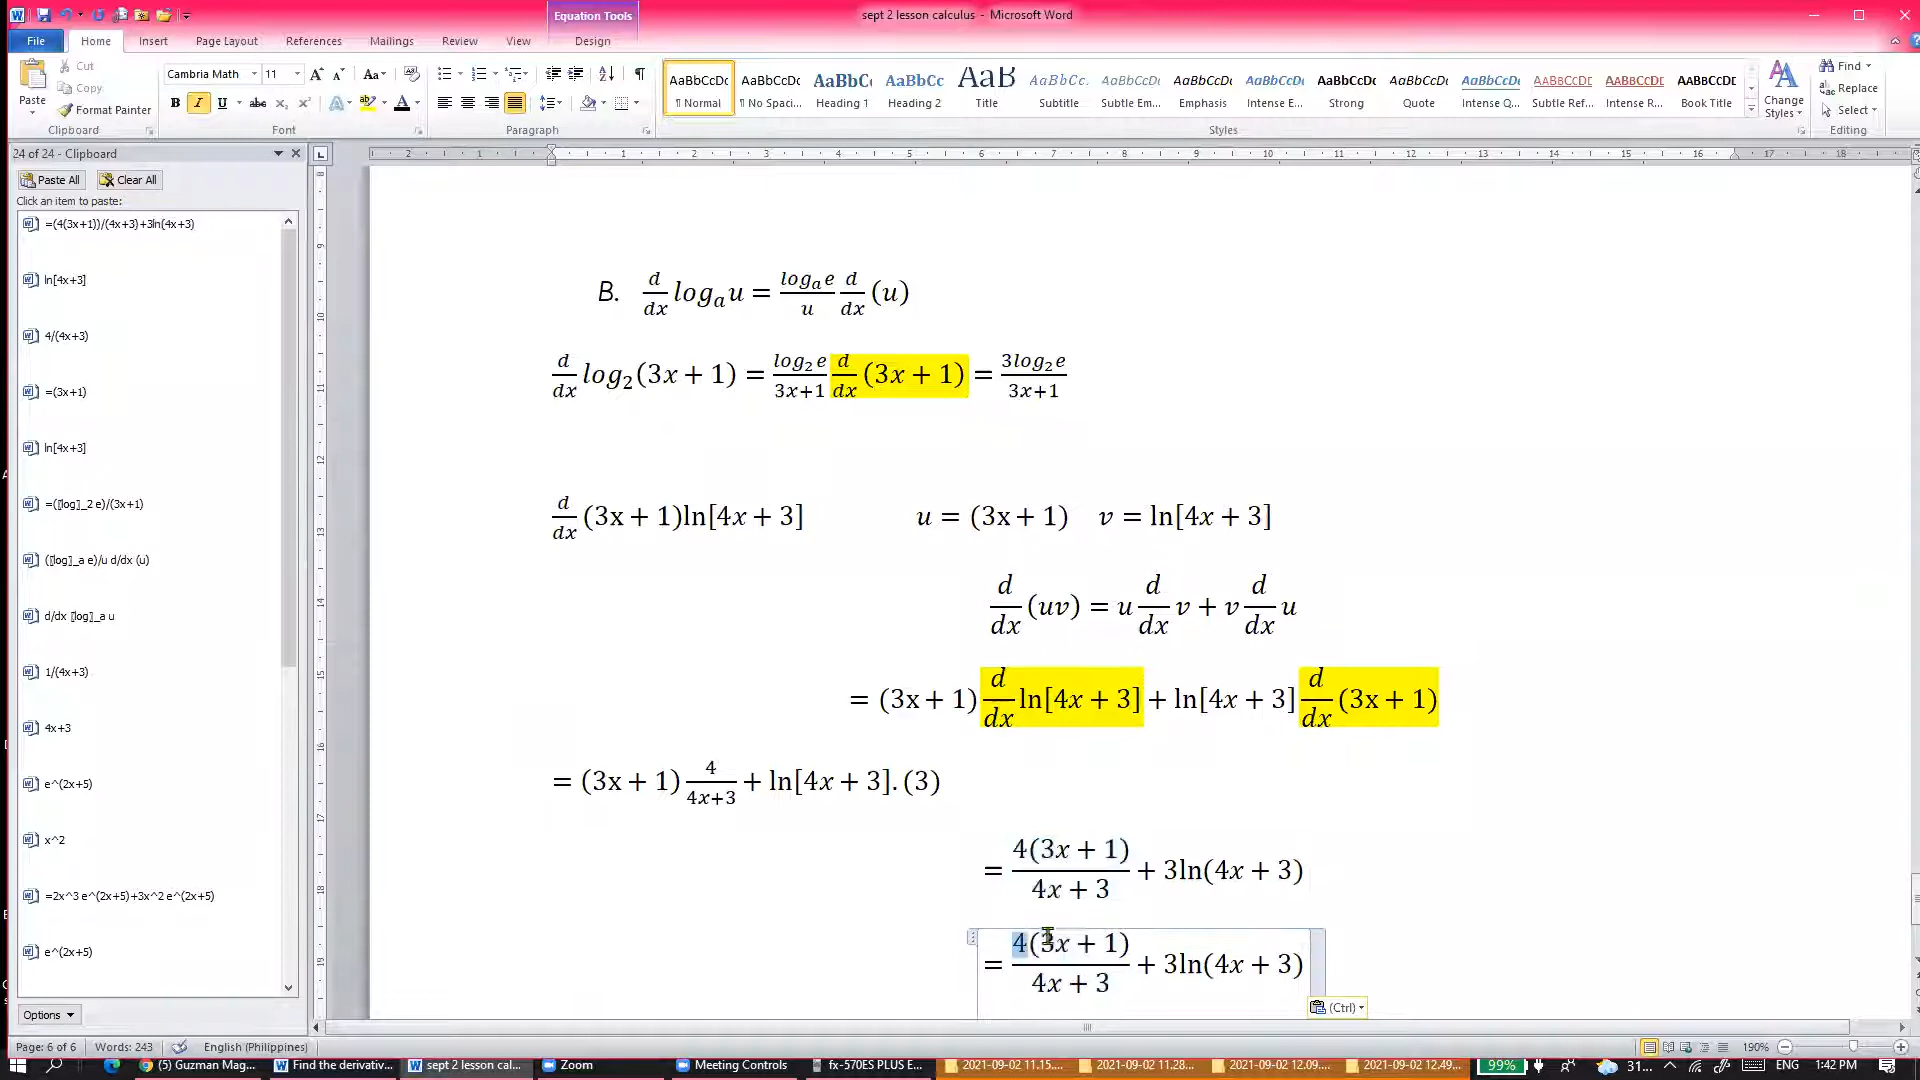 Equation Tools
sept 2 lesson calculus - Microsoft Word
File Home Insert Page Layout References Mailings Review View Design
Paste
Cut
Copy
Format Painter
Clipboard
Cambria Math 11
Font
Paragraph
AaBbCcDc AaBbCcDc AaBbC AaBbCc AaB AaBbCc. AaBbCcDc AaBbCcDc AaBbCcDc AaBbCcDc AaBbCcDc AaBbCcDc AaBbCcDc AaBbCcDc AaBbCcDc
¶ Normal ¶ No Spaci... Heading 1 Heading 2 Title Subtitle Subtle Em... Emphasis Intense E... Strong Quote Intense Q... Subtle Ref... Intense R... Book Title
Styles
Change Styles
Find
Replace
Select
Editing
24 of 24 - Clipboard
Paste All Clear All
Click an item to paste:
=(4(3x+1))/(4x+3)+3ln(4x+3)
ln[4x+3]
4/(4x+3)
=(3x+1)
ln[4x+3]
=(〖log〗_2 e)/(3x+1)
(〖log〗_a e)/u d/dx (u)
d/dx 〖log〗_a u
1/(4x+3)
4x+3
e^(2x+5)
x^2
=2x^3 e^(2x+5)+3x^2 e^(2x+5)
e^(2x+5)
Options
B. d/dx log_a u = log_a e/u d/dx (u)
d/dx log_2(3x + 1) = log_2 e/3x+1 d/dx (3x + 1) = 3log_2 e/3x+1
d/dx (3x + 1)ln[4x + 3] u = (3x + 1) v = ln[4x + 3]
d/dx (uv) = u d/dx v + v d/dx u
= (3x + 1) d/dx ln[4x + 3] + ln[4x + 3] d/dx (3x + 1)
= (3x + 1) 4/4x+3 + ln[4x + 3]. (3)
= 4(3x + 1)/4x + 3 + 3ln(4x + 3)
= 4(3x + 1)/4x + 3 + 3ln(4x + 3)
(Ctrl)
Page: 6 of 6 Words: 243 English (Philippines) 190%
(5) Guzman Mag... Find the derivativ... sept 2 lesson cal... Zoom Meeting Controls fx-570ES PLUS E... 2021-09-02 11.15.... 2021-09-02 11.28... 2021-09-02 12.09.... 2021-09-02 12.49... 99% 31... ENG 1:42 PM